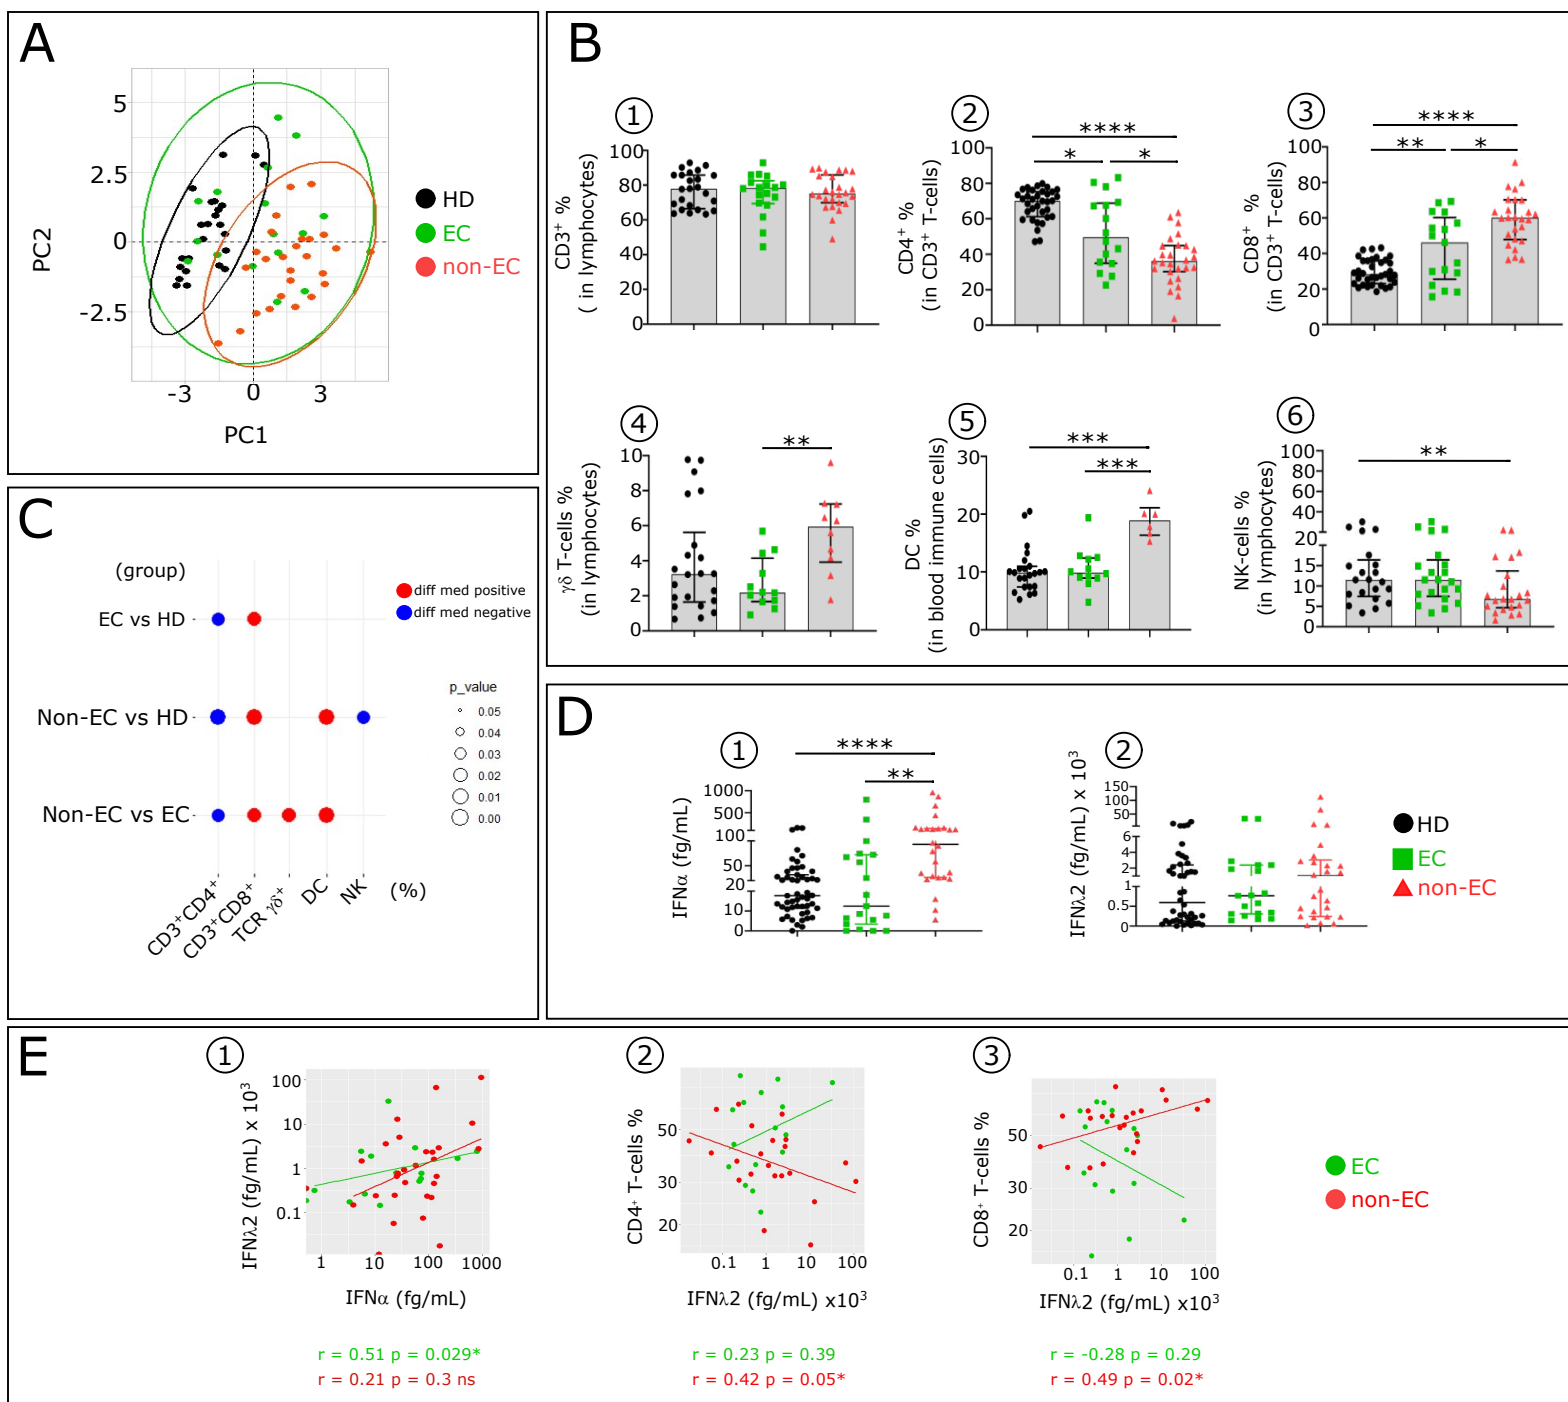 A
5
2.5
0
-2.5
PC2
-3
0
3
PC1
HD
EC
non-EC
B
1
CD3+ %
( in lymphocytes)
100
80
60
40
20
0
2
CD4+ %
(in CD3+ T-cells)
100
80
60
40
20
0
****
*
*
3
CD8+ %
(in CD3+ T-cells)
100
80
60
40
20
0
****
**
*
4
γδ T-cells %
(in lymphocytes)
10
8
6
4
2
0
**
5
DC %
(in blood immune cells)
30
20
10
0
***
***
6
NK-cells %
(in lymphocytes)
100
80
60
40
20
20
15
10
5
0
**
C
(group)
EC vs HD
Non-EC vs HD
Non-EC vs EC
diff med positive
diff med negative
p_value
0.05
0.04
0.03
0.02
0.01
0.00
CD3+CD4+
CD3+CD8+
TCR γδ+
DC
NK
(%)
D
1
IFNα (fg/mL)
1000
500
100
50
20
10
0
****
**
2
IFNλ2 (fg/mL) x 10³
150
100
50
6
4
2
1
0.5
0
HD
EC
non-EC
E
1
IFNλ2 (fg/mL) x 10³
100
10
1
0.1
1
10
100
1000
IFNα (fg/mL)
r = 0.51 p = 0.029*
r = 0.21 p = 0.3 ns
2
CD4+ T-cells %
50
30
20
0.1
1
10
100
IFNλ2 (fg/mL) x10³
r = 0.23 p = 0.39
r = 0.42 p = 0.05*
3
CD8+ T-cells %
50
30
20
0.1
1
10
100
IFNλ2 (fg/mL) x10³
r = -0.28 p = 0.29
r = 0.49 p = 0.02*
EC
non-EC